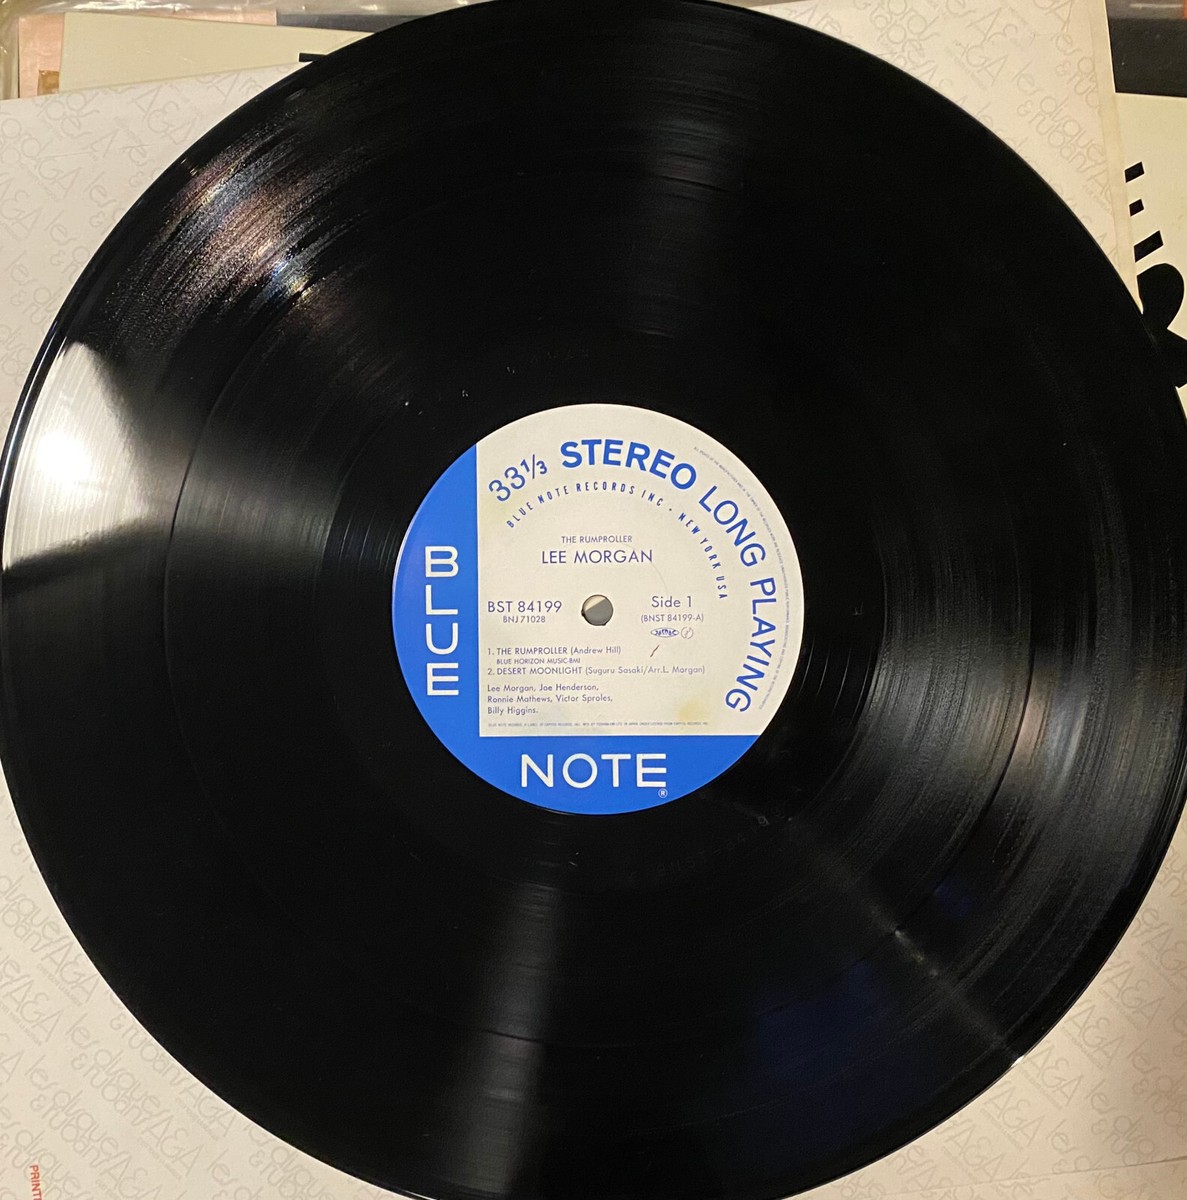 33⅓ STEREO LONG PLAYING
BLUE NOTE RECORDS INC · NEW YORK USA
THE RUMPROLLER
LEE MORGAN
BST 84199
BNJ 71028
Side 1
(BNST 84199-A)
JASRAC
1. THE RUMPROLLER (Andrew Hill)
BLUE HORIZON MUSIC-BMI
2. DESERT MOONLIGHT (Suguru Sasaki/Arr.L. Morgan)
Lee Morgan, Joe Henderson,
Ronnie Mathews, Victor Sproles,
Billy Higgins.
BLUE
NOTE
®
PRINT